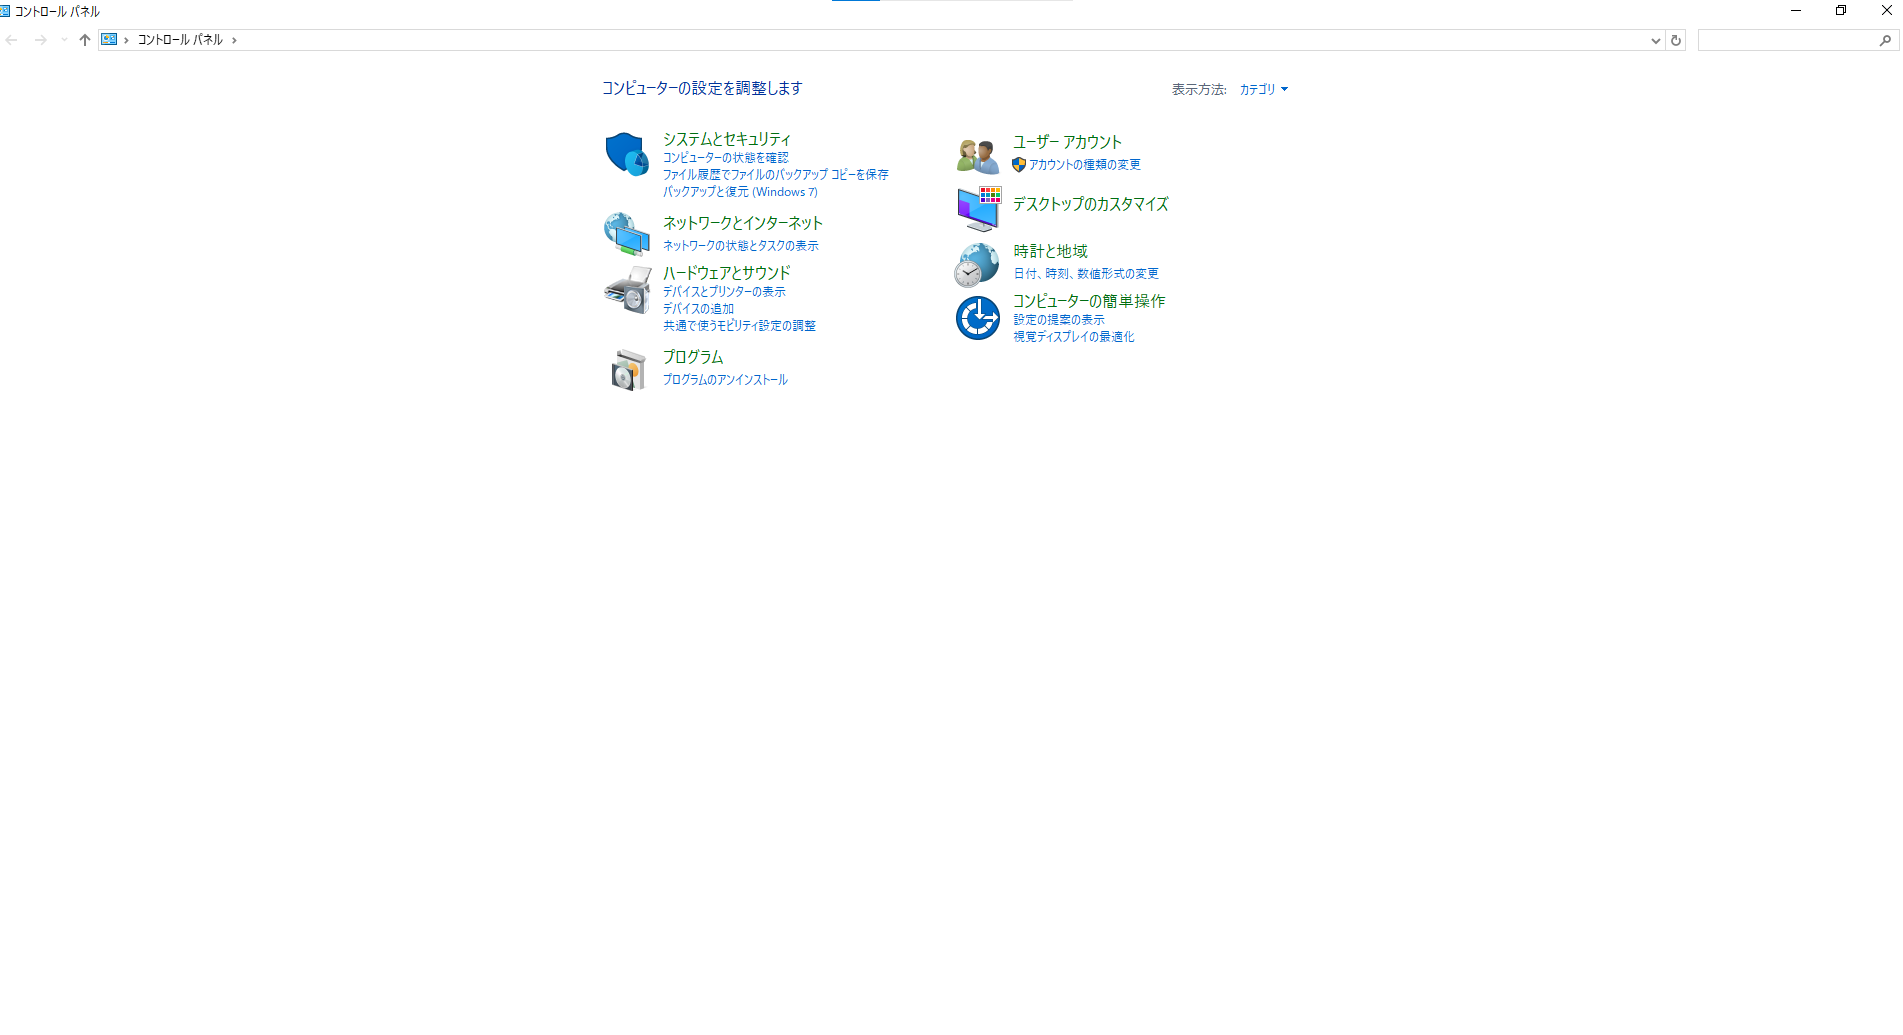 コントロール パネル
コントロール パネル
コンピューターの設定を調整します
表示方法: カテゴリ
システムとセキュリティ
コンピューターの状態を確認
ファイル履歴でファイルのバックアップ コピーを保存
バックアップと復元 (Windows 7)
ネットワークとインターネット
ネットワークの状態とタスクの表示
ハードウェアとサウンド
デバイスとプリンターの表示
デバイスの追加
共通で使うモビリティ設定の調整
プログラム
プログラムのアンインストール
ユーザー アカウント
アカウントの種類の変更
デスクトップのカスタマイズ
時計と地域
日付、時刻、数値形式の変更
コンピューターの簡単操作
設定の提案の表示
視覚ディスプレイの最適化